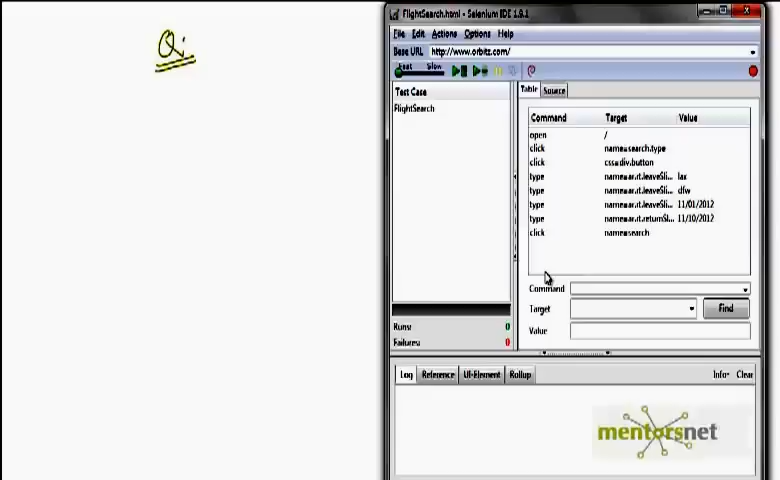 Q:
FlightSearch.html - Selenium IDE 1.9.1
File Edit Actions Options Help
Base URL http://www.orbitz.com/
Fast Slow
Test Case
FlightSearch
Table Source
Command Target Value
open /
click name=search.type
click css=div.button
type lax
type dfw
type 11/01/2012
type 11/10/2012
click name=search
Command
Target Find
Value
Runs: 0
Failures: 0
Log Reference UI-Element Rollup Info Clear
mentorsnet